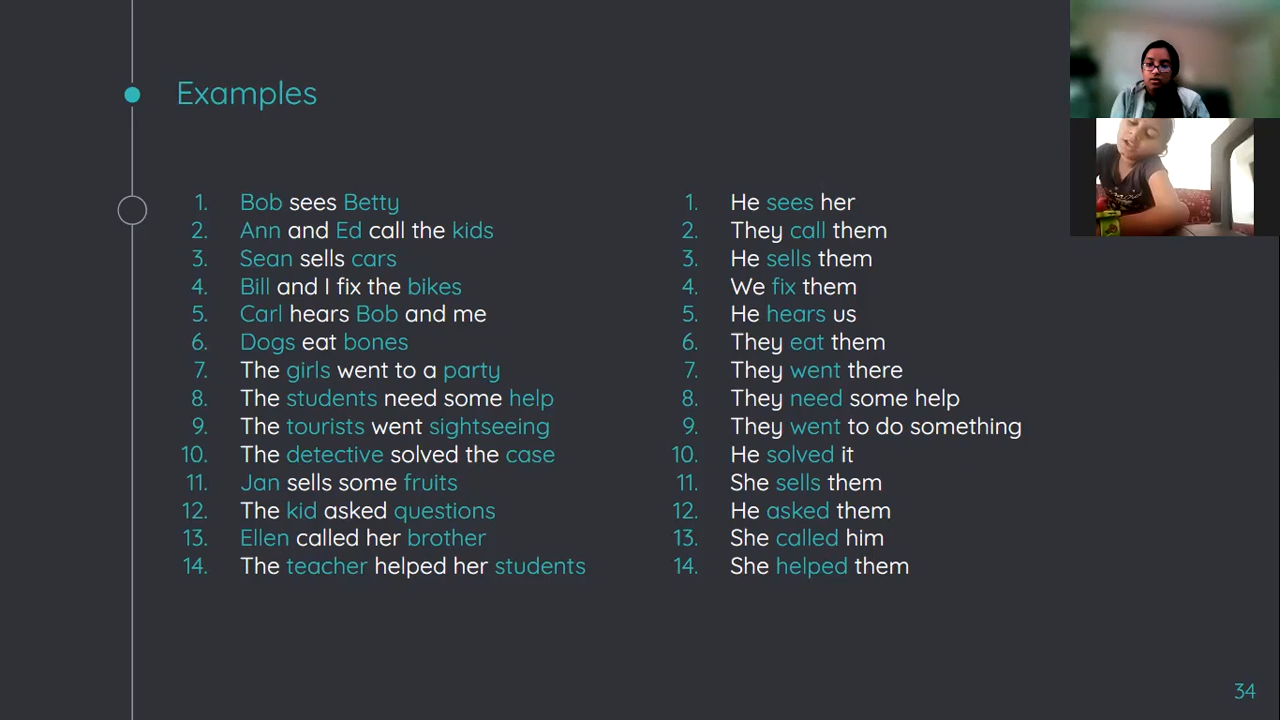 Examples
1. Bob sees Betty
2. Ann and Ed call the kids
3. Sean sells cars
4. Bill and I fix the bikes
5. Carl hears Bob and me
6. Dogs eat bones
7. The girls went to a party
8. The students need some help
9. The tourists went sightseeing
10. The detective solved the case
11. Jan sells some fruits
12. The kid asked questions
13. Ellen called her brother
14. The teacher helped her students
1. He sees her
2. They call them
3. He sells them
4. We fix them
5. He hears us
6. They eat them
7. They went there
8. They need some help
9. They went to do something
10. He solved it
11. She sells them
12. He asked them
13. She called him
14. She helped them
34